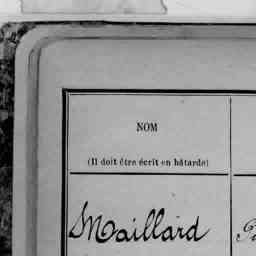 NOM
(Il doit être écrit en bâtarde)
Maillard